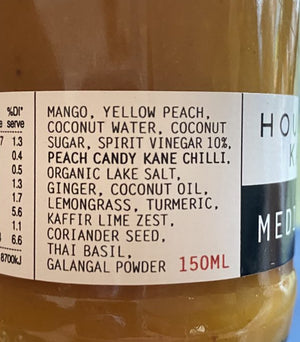 %DI*
e serve
7 1.3
0.4
0.5
1.3
1.7
5.6
1.1
6.6
8700kJ
MANGO, YELLOW PEACH,
COCONUT WATER, COCONUT
SUGAR, SPIRIT VINEGAR 10%,
PEACH CANDY KANE CHILLI,
ORGANIC LAKE SALT,
GINGER, COCONUT OIL,
LEMONGRASS, TURMERIC,
KAFFIR LIME ZEST,
CORIANDER SEED,
THAI BASIL,
GALANGAL POWDER 150ML
HO
K
MED